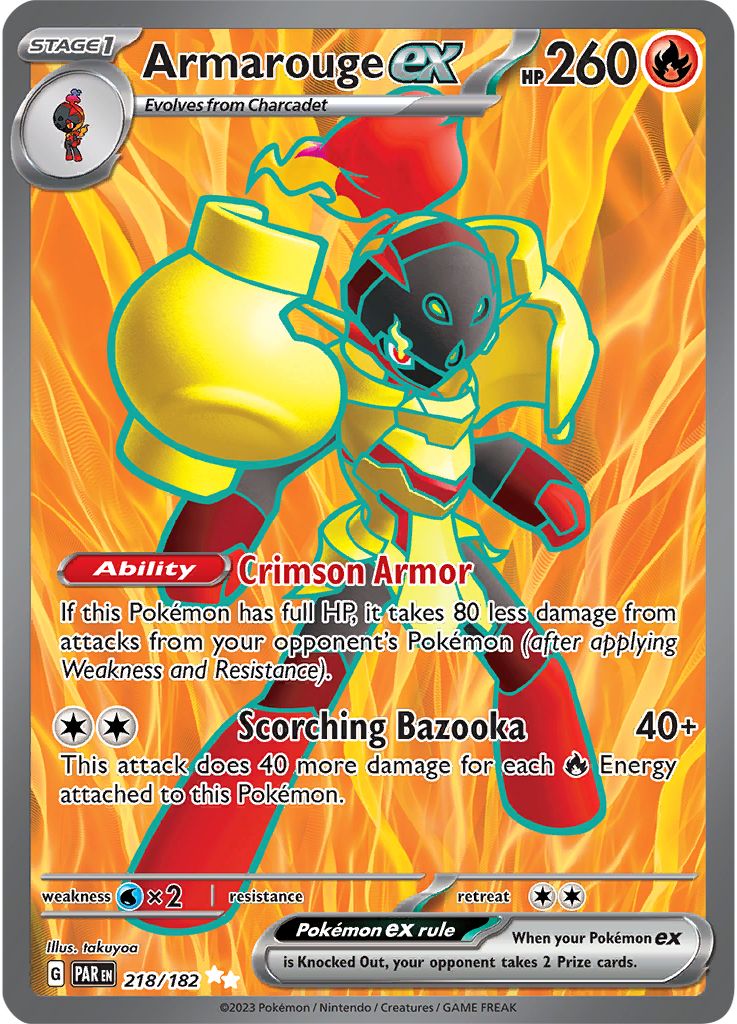 STAGE 1
Armarouge ex
HP 260
Evolves from Charcadet
Ability Crimson Armor
If this Pokémon has full HP, it takes 80 less damage from
attacks from your opponent's Pokémon (after applying
Weakness and Resistance).
Scorching Bazooka 40+
This attack does 40 more damage for each Energy
attached to this Pokémon.
weakness ×2 resistance retreat
Illus. takuyoa
Pokémon ex rule When your Pokémon ex
is Knocked Out, your opponent takes 2 Prize cards.
G PAR EN 218/182
©2023 Pokémon / Nintendo / Creatures / GAME FREAK